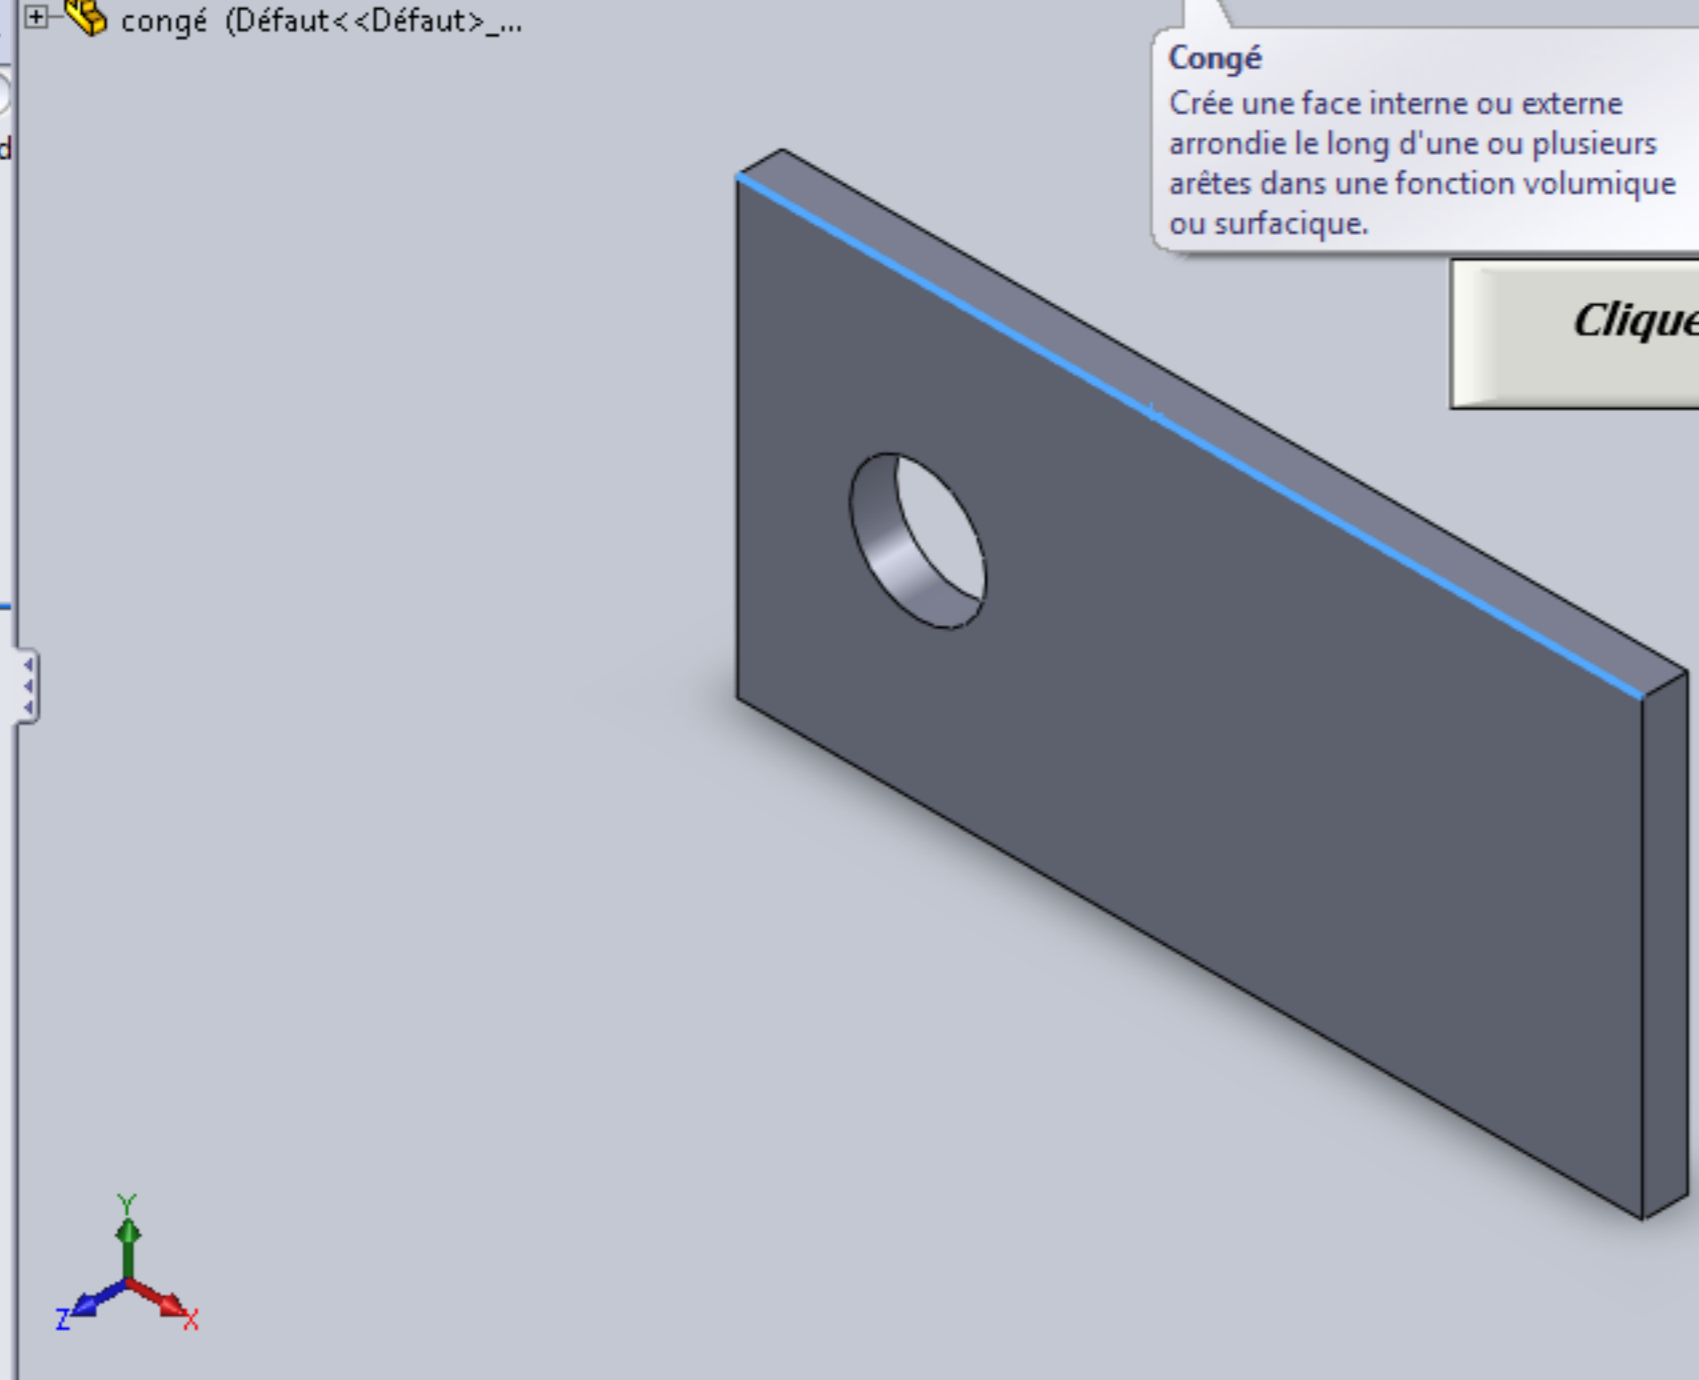 congé (Défaut<<Défaut>_...
Congé
Crée une face interne ou externe
arrondie le long d'une ou plusieurs
arêtes dans une fonction volumique
ou surfacique.
d
Clique
Y
Z
X